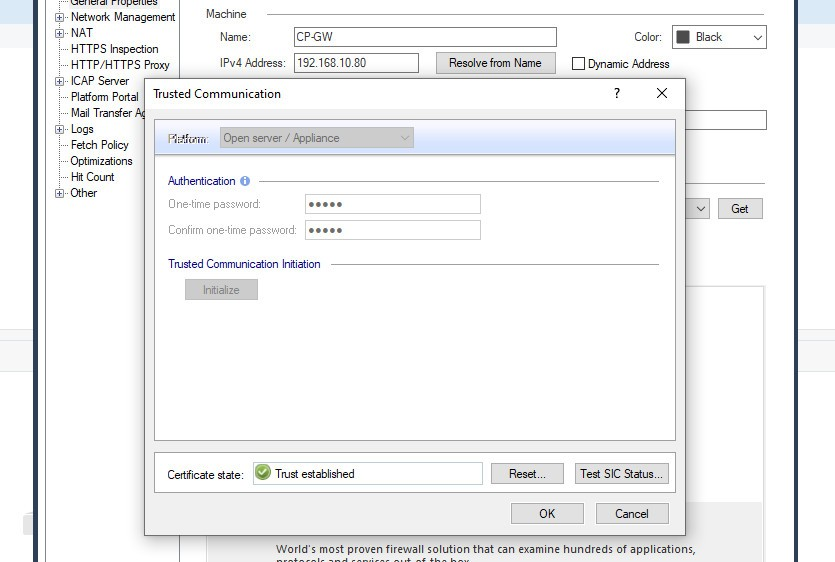 General Properties
Network Management
NAT
HTTPS Inspection
HTTP/HTTPS Proxy
ICAP Server
Platform Portal
Mail Transfer Ag
Logs
Fetch Policy
Optimizations
Hit Count
Other
Machine
Name: CP-GW Color: Black
IPv4 Address: 192.168.10.80 Resolve from Name Dynamic Address
Get
Trusted Communication ?
Platform: Open server / Appliance
Authentication
One-time password: •••••
Confirm one-time password: •••••
Trusted Communication Initiation
Initialize
Certificate state: Trust established Reset... Test SIC Status...
OK Cancel
World's most proven firewall solution that can examine hundreds of applications,
protocols and services out-of-the box